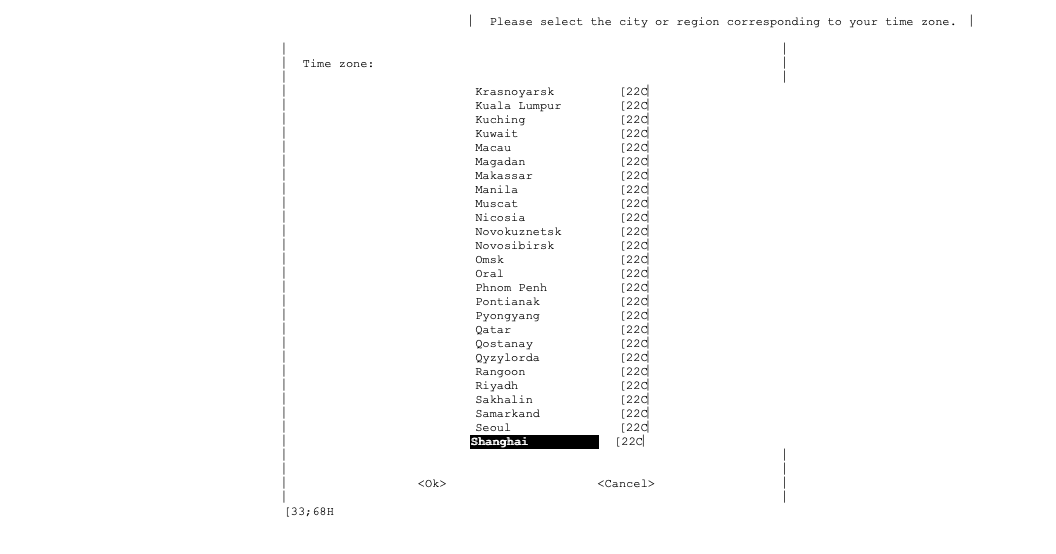 Please select the city or region corresponding to your time zone.
Time zone:
Krasnoyarsk [22C
Kuala Lumpur [22C
Kuching [22C
Kuwait [22C
Macau [22C
Magadan [22C
Makassar [22C
Manila [22C
Muscat [22C
Nicosia [22C
Novokuznetsk [22C
Novosibirsk [22C
Omsk [22C
Oral [22C
Phnom Penh [22C
Pontianak [22C
Pyongyang [22C
Qatar [22C
Qostanay [22C
Qyzylorda [22C
Rangoon [22C
Riyadh [22C
Sakhalin [22C
Samarkand [22C
Seoul [22C
Shanghai [22C
<Ok> <Cancel>
[33;68H